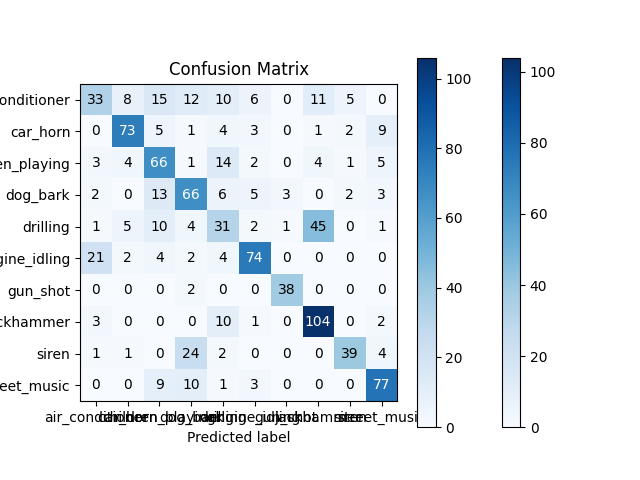 Confusion Matrix
onditioner 33 8 15 12 10 6 0 11 5 0
car_horn 0 73 5 1 4 3 0 1 2 9
en_playing 3 4 66 1 14 2 0 4 1 5
dog_bark 2 0 13 66 6 5 3 0 2 3
drilling 1 5 10 4 31 2 1 45 0 1
gine_idling 21 2 4 2 4 74 0 0 0 0
gun_shot 0 0 0 2 0 0 38 0 0 0
ckhammer 3 0 0 0 10 1 0 104 0 2
siren 1 1 0 24 2 0 0 0 39 4
eet_music 0 0 9 10 1 3 0 0 0 77
Predicted label
100
80
60
40
20
0
100
80
60
40
20
0